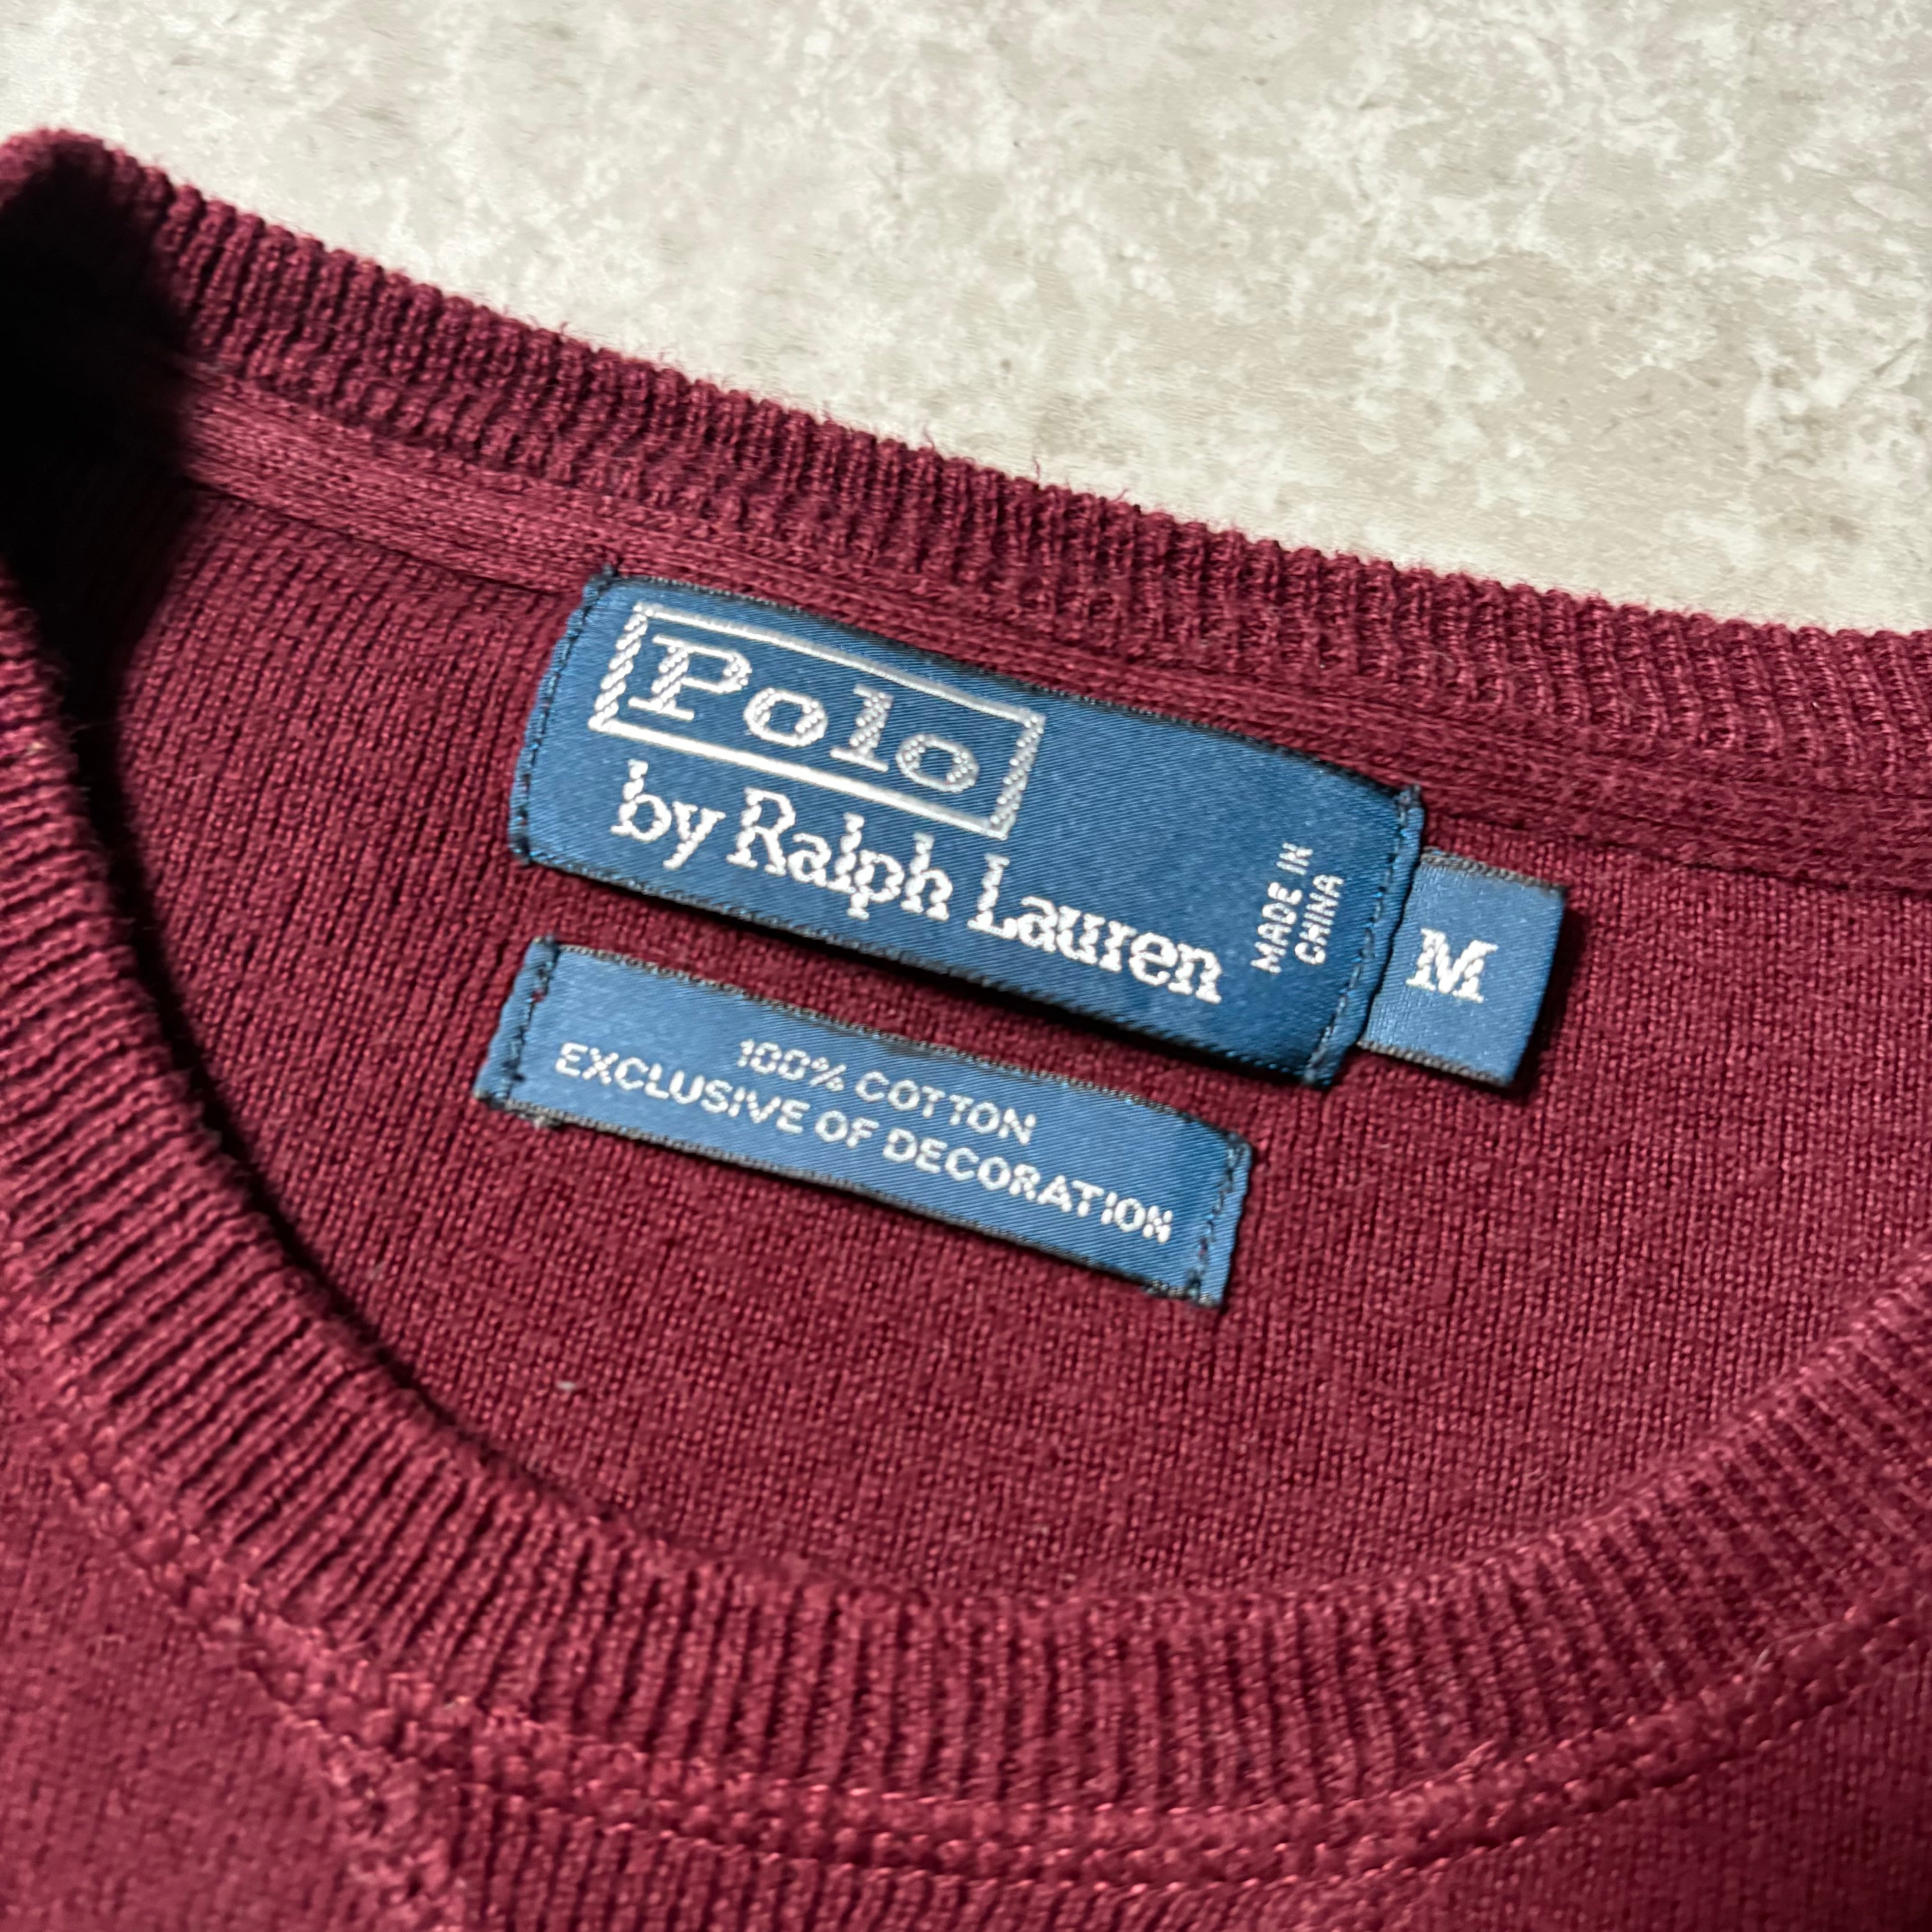 Polo
by Ralph Lauren
MADE IN
CHINA
M
100% COTTON
EXCLUSIVE OF DECORATION